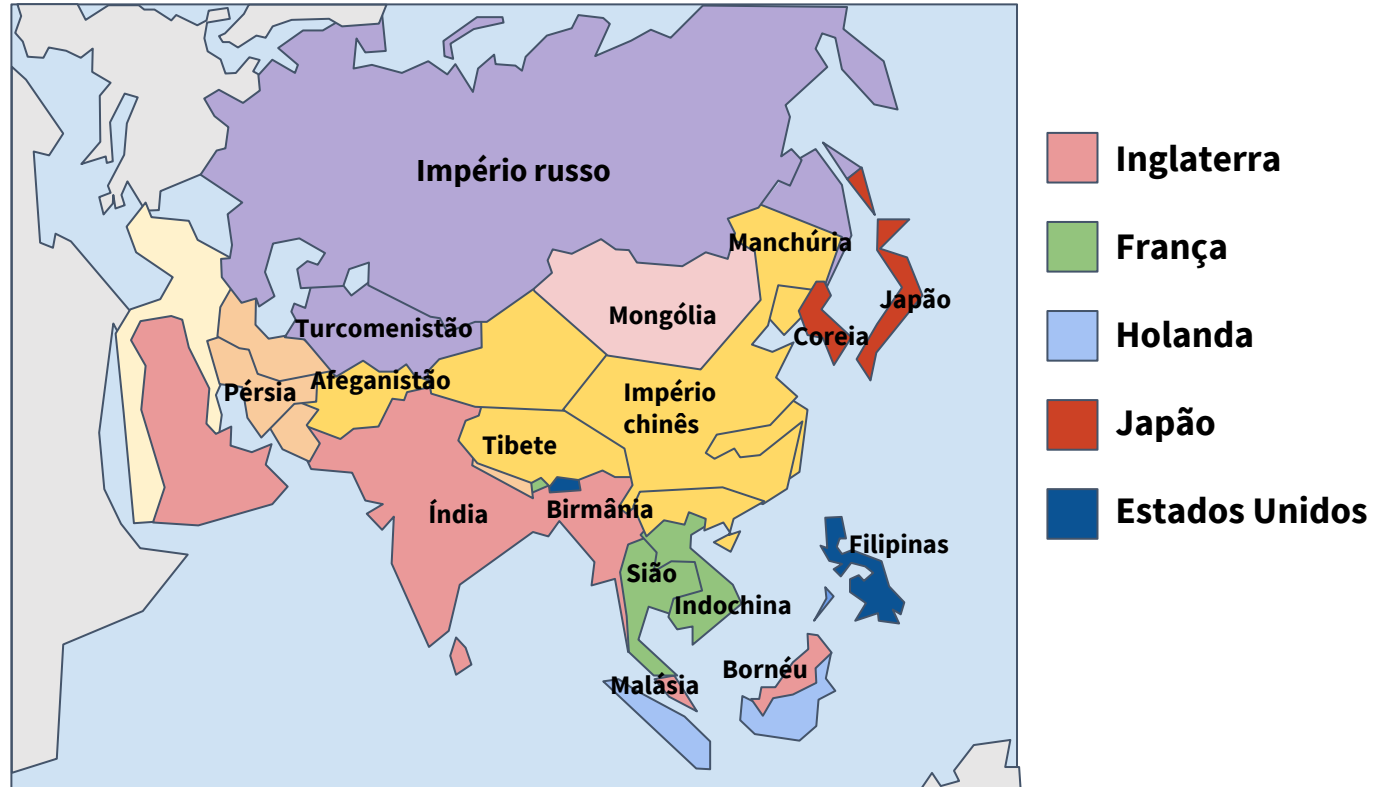 Império russo
Manchúria
Japão
Mongólia
Turcomenistão
Coreia
Pérsia
Afeganistão
Império
chinês
Tibete
Índia
Birmânia
Filipinas
Sião
Indochina
Bornéu
Malásia
Inglaterra
França
Holanda
Japão
Estados Unidos